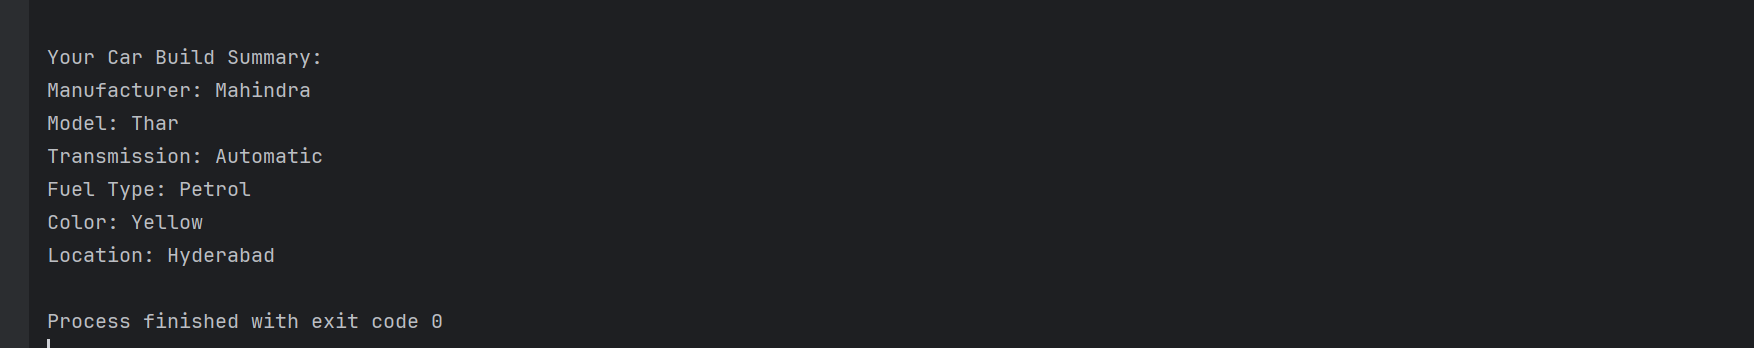 Your Car Build Summary:
Manufacturer: Mahindra
Model: Thar
Transmission: Automatic
Fuel Type: Petrol
Color: Yellow
Location: Hyderabad
Process finished with exit code 0